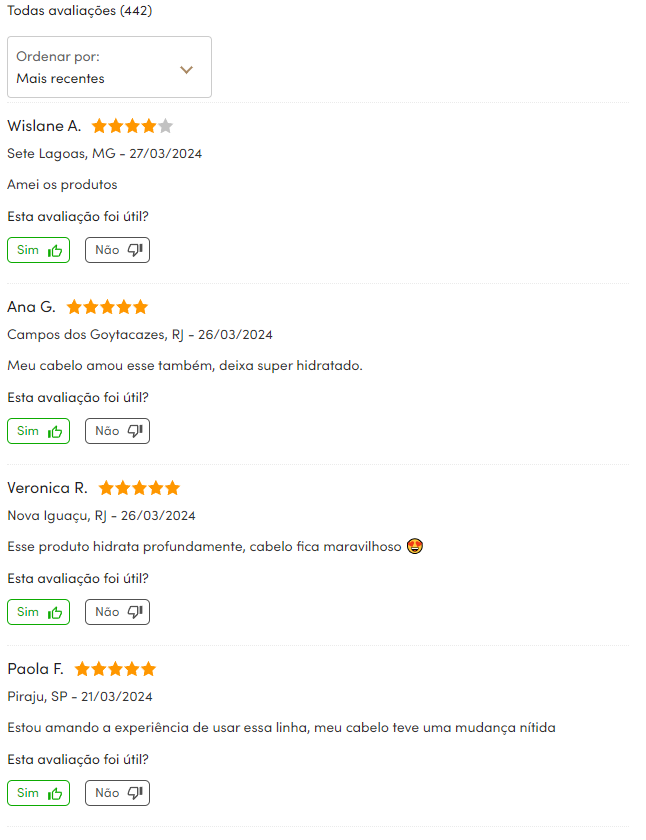 Todas avaliações (442)
Ordenar por:
Mais recentes
Wislane A.
Sete Lagoas, MG - 27/03/2024
Amei os produtos
Esta avaliação foi útil?
Sim Não
Ana G.
Campos dos Goytacazes, RJ - 26/03/2024
Meu cabelo amou esse também, deixa super hidratado.
Esta avaliação foi útil?
Sim Não
Veronica R.
Nova Iguaçu, RJ - 26/03/2024
Esse produto hidrata profundamente, cabelo fica maravilhoso 🤩
Esta avaliação foi útil?
Sim Não
Paola F.
Piraju, SP - 21/03/2024
Estou amando a experiência de usar essa linha, meu cabelo teve uma mudança nítida
Esta avaliação foi útil?
Sim Não